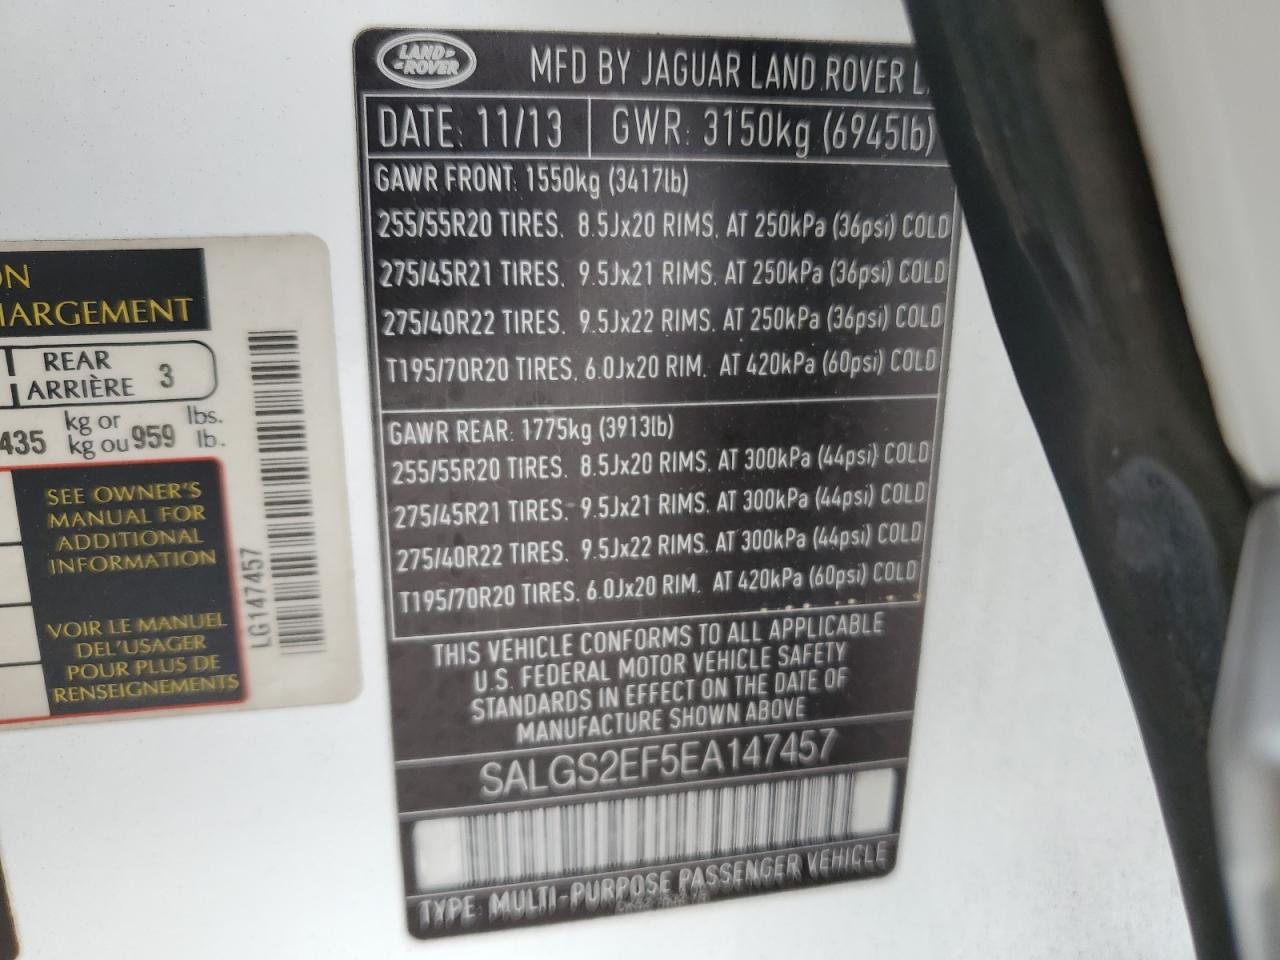 LAND-
-ROVER
MFD BY JAGUAR LAND ROVER
DATE: 11/13 GWR: 3150kg (6945lb)
GAWR FRONT: 1550kg (3417lb)
255/55R20 TIRES. 8.5Jx20 RIMS. AT 250kPa (36psi) COLD
275/45R21 TIRES. 9.5Jx21 RIMS. AT 250kPa (36psi) COLD
275/40R22 TIRES. 9.5Jx22 RIMS. AT 250kPa (36psi) COLD
T195/70R20 TIRES. 6.0Jx20 RIM. AT 420kPa (60psi) COLD
GAWR REAR: 1775kg (3913lb)
255/55R20 TIRES. 8.5Jx20 RIMS. AT 300kPa (44psi) COLD
275/45R21 TIRES. 9.5Jx21 RIMS. AT 300kPa (44psi) COLD
275/40R22 TIRES. 9.5Jx22 RIMS. AT 300kPa (44psi) COLD
T195/70R20 TIRES. 6.0Jx20 RIM. AT 420kPa (60psi) COLD
THIS VEHICLE CONFORMS TO ALL APPLICABLE
U.S. FEDERAL MOTOR VEHICLE SAFETY
STANDARDS IN EFFECT ON THE DATE OF
MANUFACTURE SHOWN ABOVE
SALGS2EF5EA147457
TYPE: MULTI-PURPOSE PASSENGER VEHICLE
ON
HARGEMENT
REAR
ARRIÈRE 3
435 kg or 959 lbs.
kg ou lb.
SEE OWNER'S
MANUAL FOR
ADDITIONAL
INFORMATION
VOIR LE MANUEL
DEL'USAGER
POUR PLUS DE
RENSEIGNEMENTS
LG147457